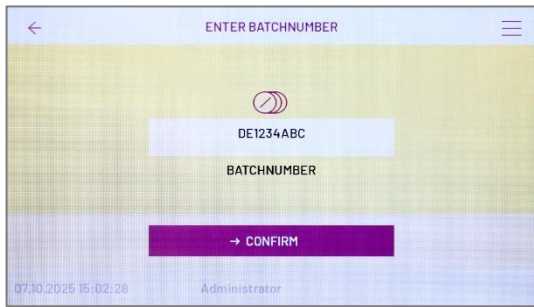 ENTER BATCHNUMBER
DE1234ABC
BATCHNUMBER
→ CONFIRM
07.10.2025 15:02:28 Administrator